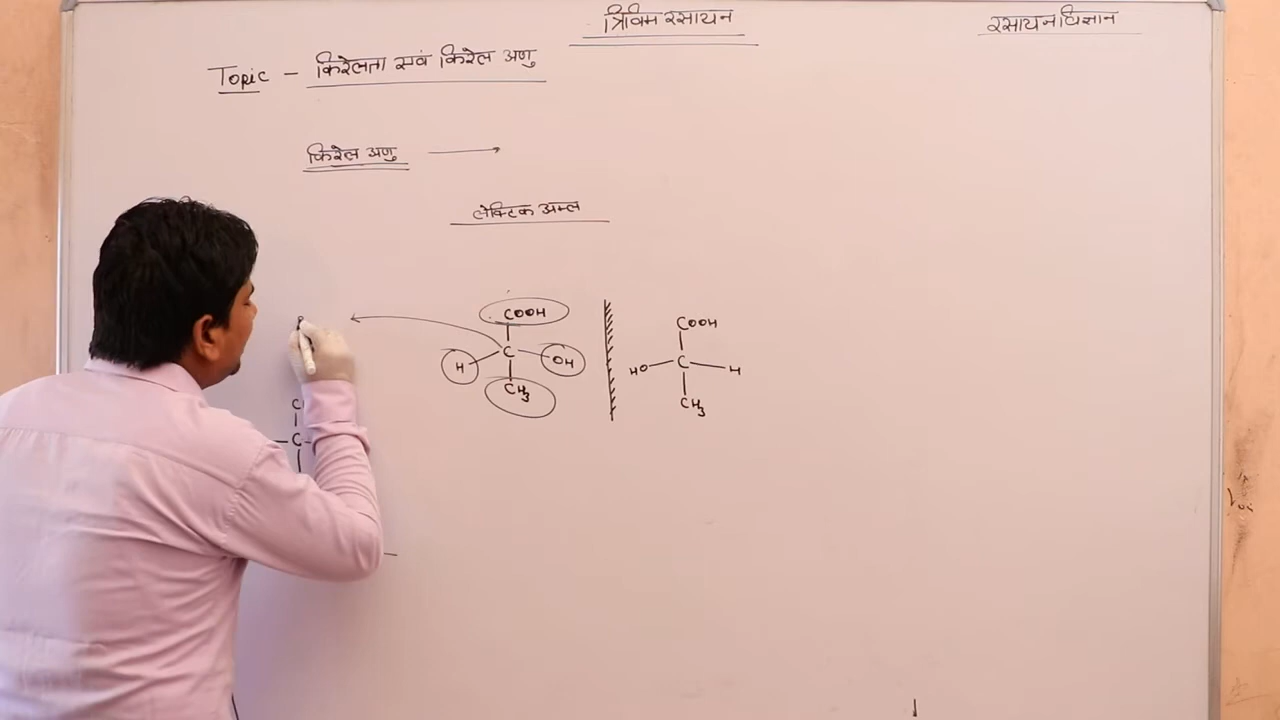 त्रिविम रसायन
रसायन विज्ञान
Topic - किरेलता एवं किरेल अणु
किरेल अणु →
लेक्टिक अम्ल
COOH
H C OH
CH3
COOH
HO C H
CH3
C